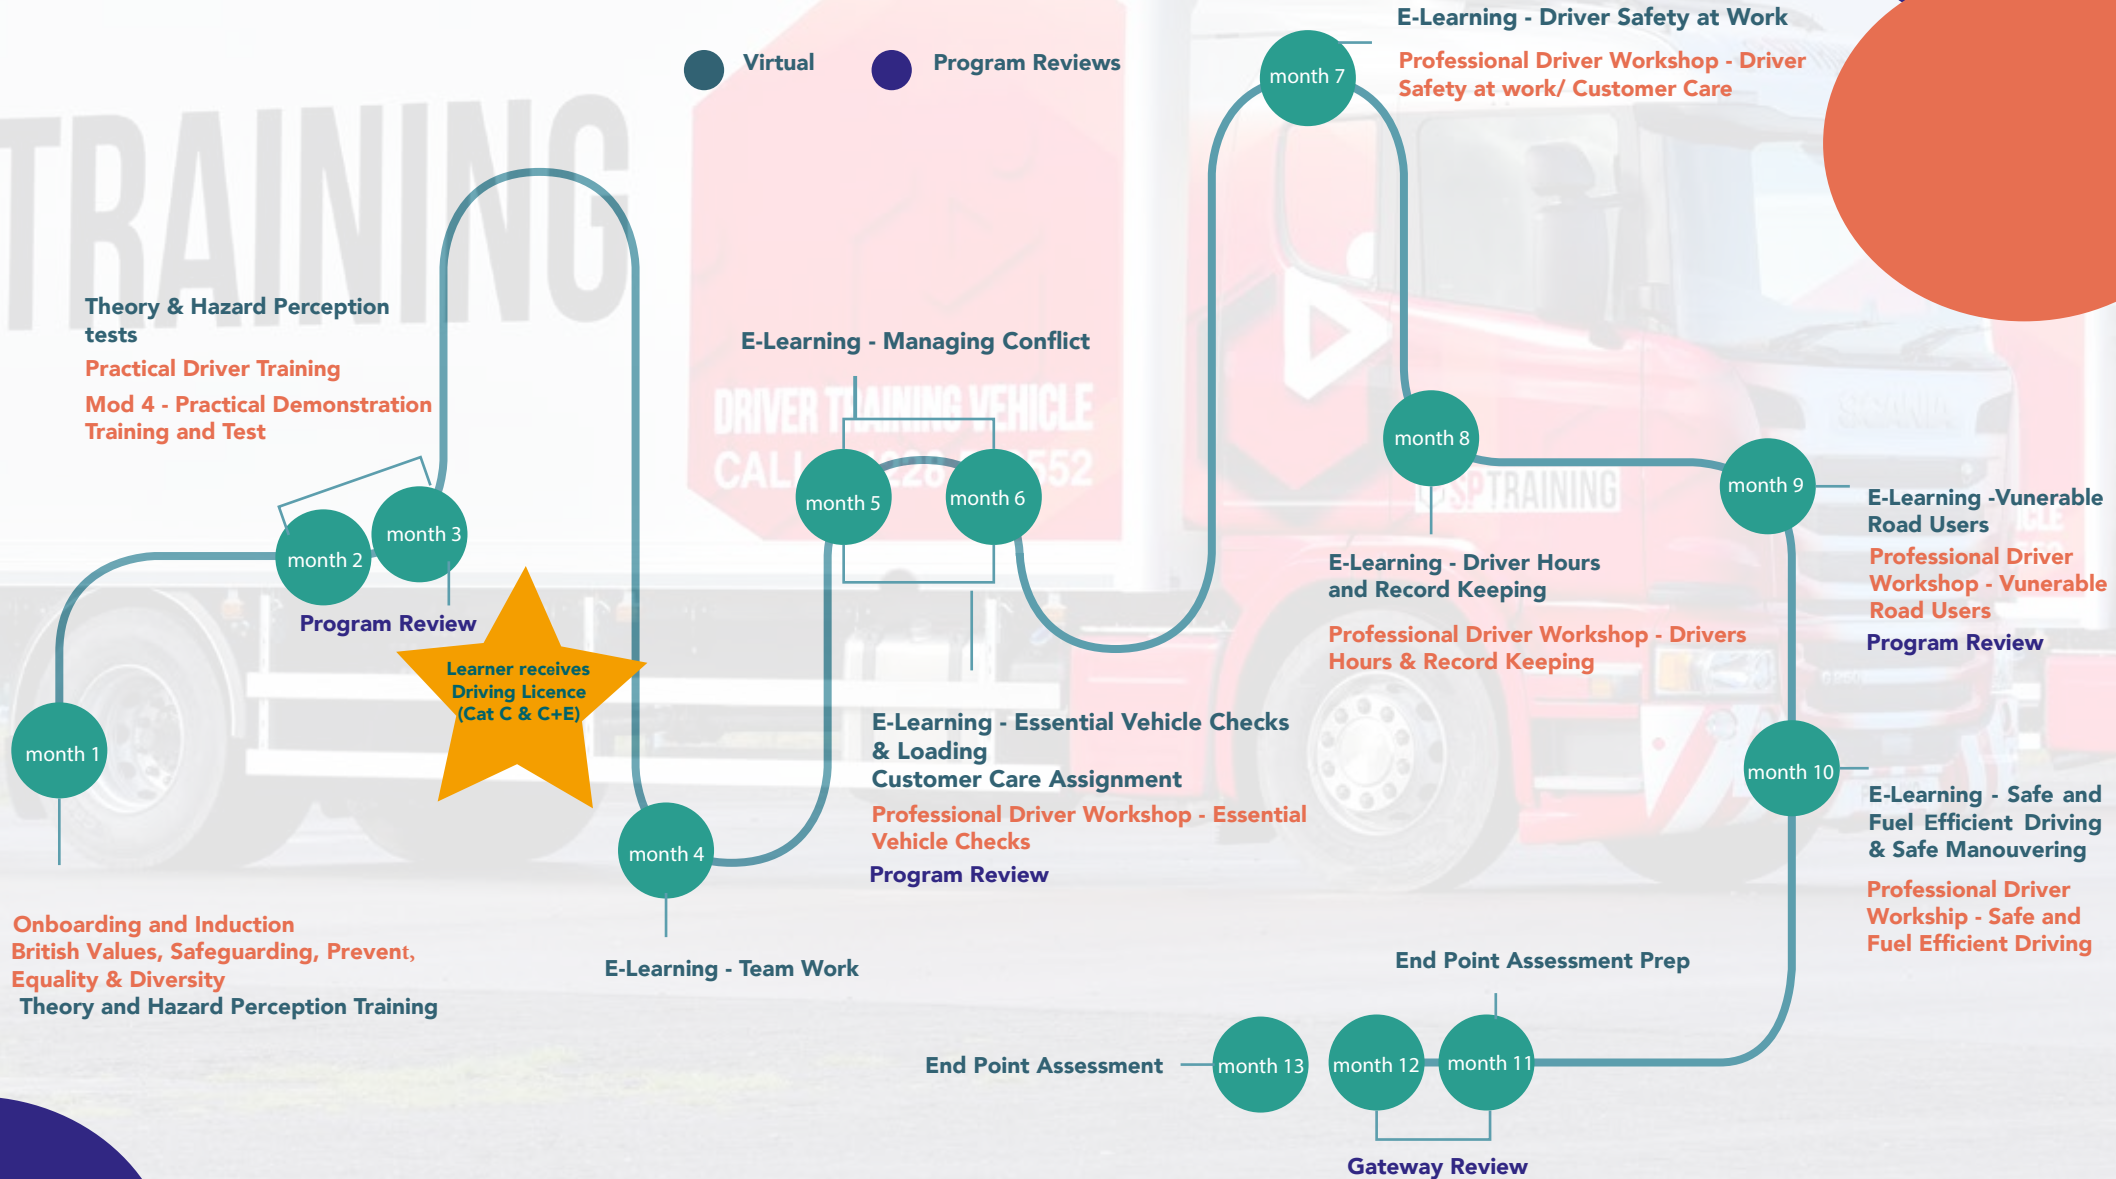 Virtual
Program Reviews
E-Learning - Driver Safety at Work
Professional Driver Workshop - Driver
Safety at work/ Customer Care
month 7
TRAINING
Theory & Hazard Perception
tests
Practical Driver Training
Mod 4 - Practical Demonstration
Training and Test
month 2
month 3
Program Review
Learner receives
Driving Licence
(Cat C & C+E)
month 1
Onboarding and Induction
British Values, Safeguarding, Prevent,
Equality & Diversity
Theory and Hazard Perception Training
month 4
E-Learning - Team Work
E-Learning - Managing Conflict
DRIVER TRAINING VEHICLE
CALL
552
month 5
month 6
E-Learning - Essential Vehicle Checks
& Loading
Customer Care Assignment
Professional Driver Workshop - Essential
Vehicle Checks
Program Review
month 8
SCANIA
SPTRAINING
E-Learning - Driver Hours
and Record Keeping
Professional Driver Workshop - Drivers
Hours & Record Keeping
month 9
E-Learning -Vunerable
Road Users
Professional Driver
Workshop - Vunerable
Road Users
Program Review
month 10
E-Learning - Safe and
Fuel Efficient Driving
& Safe Manouvering
Professional Driver
Workship - Safe and
Fuel Efficient Driving
End Point Assessment Prep
month 11
month 12
month 13
End Point Assessment
Gateway Review